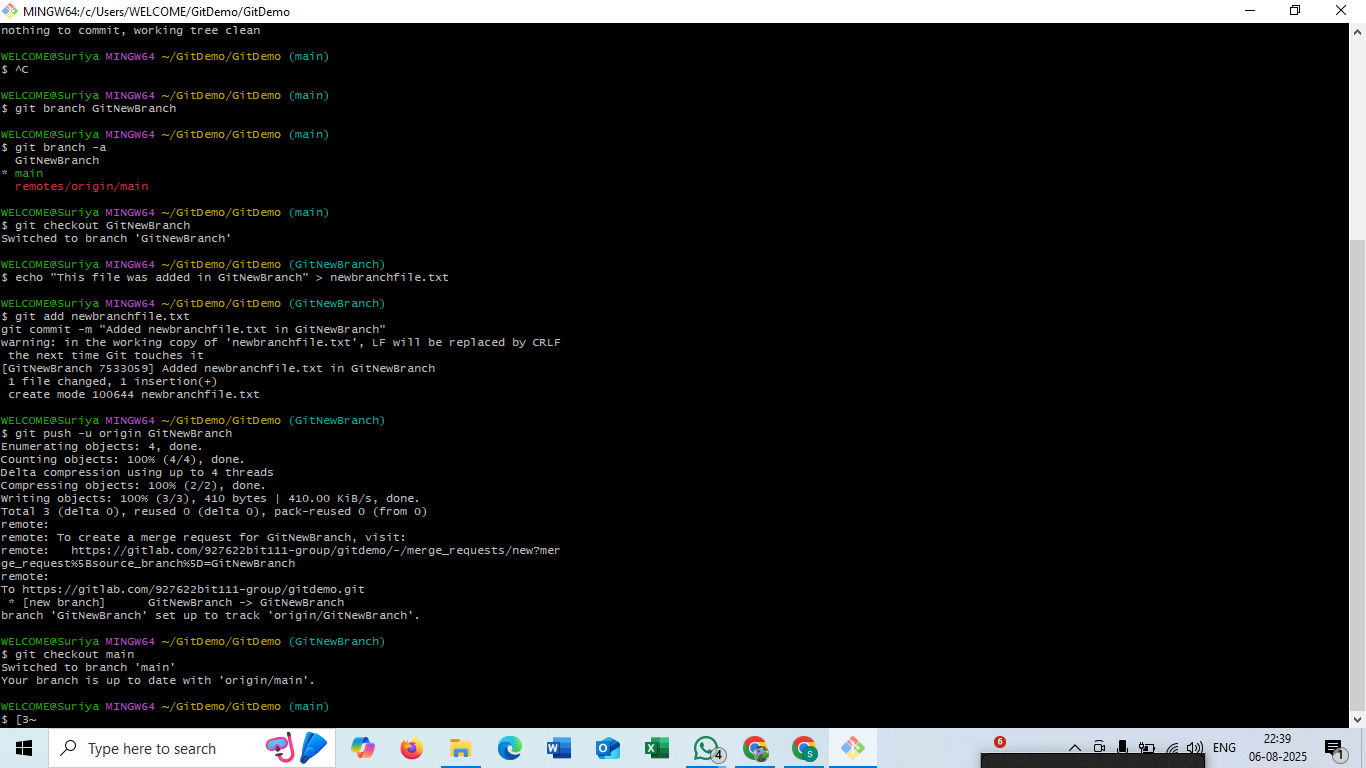 MINGW64:/c/Users/WELCOME/GitDemo/GitDemo
nothing to commit, working tree clean
WELCOME@Suriya MINGW64 ~/GitDemo/GitDemo (main)
$ ^C
WELCOME@Suriya MINGW64 ~/GitDemo/GitDemo (main)
$ git branch GitNewBranch
WELCOME@Suriya MINGW64 ~/GitDemo/GitDemo (main)
$ git branch -a
  GitNewBranch
* main
  remotes/origin/main
WELCOME@Suriya MINGW64 ~/GitDemo/GitDemo (main)
$ git checkout GitNewBranch
Switched to branch 'GitNewBranch'
WELCOME@Suriya MINGW64 ~/GitDemo/GitDemo (GitNewBranch)
$ echo "This file was added in GitNewBranch" > newbranchfile.txt
WELCOME@Suriya MINGW64 ~/GitDemo/GitDemo (GitNewBranch)
$ git add newbranchfile.txt
git commit -m "Added newbranchfile.txt in GitNewBranch"
warning: in the working copy of 'newbranchfile.txt', LF will be replaced by CRLF
 the next time Git touches it
[GitNewBranch 7533059] Added newbranchfile.txt in GitNewBranch
 1 file changed, 1 insertion(+)
 create mode 100644 newbranchfile.txt
WELCOME@Suriya MINGW64 ~/GitDemo/GitDemo (GitNewBranch)
$ git push -u origin GitNewBranch
Enumerating objects: 4, done.
Counting objects: 100% (4/4), done.
Delta compression using up to 4 threads
Compressing objects: 100% (2/2), done.
Writing objects: 100% (3/3), 410 bytes | 410.00 KiB/s, done.
Total 3 (delta 0), reused 0 (delta 0), pack-reused 0 (from 0)
remote:
remote: To create a merge request for GitNewBranch, visit:
remote:   https://gitlab.com/927622bit111-group/gitdemo/-/merge_requests/new?mer
ge_request%5Bsource_branch%5D=GitNewBranch
remote:
To https://gitlab.com/927622bit111-group/gitdemo.git
 * [new branch]      GitNewBranch -> GitNewBranch
branch 'GitNewBranch' set up to track 'origin/GitNewBranch'.
WELCOME@Suriya MINGW64 ~/GitDemo/GitDemo (GitNewBranch)
$ git checkout main
Switched to branch 'main'
Your branch is up to date with 'origin/main'.
WELCOME@Suriya MINGW64 ~/GitDemo/GitDemo (main)
$ [3~
Type here to search
4
S
6
ENG
22:39
06-08-2025
1